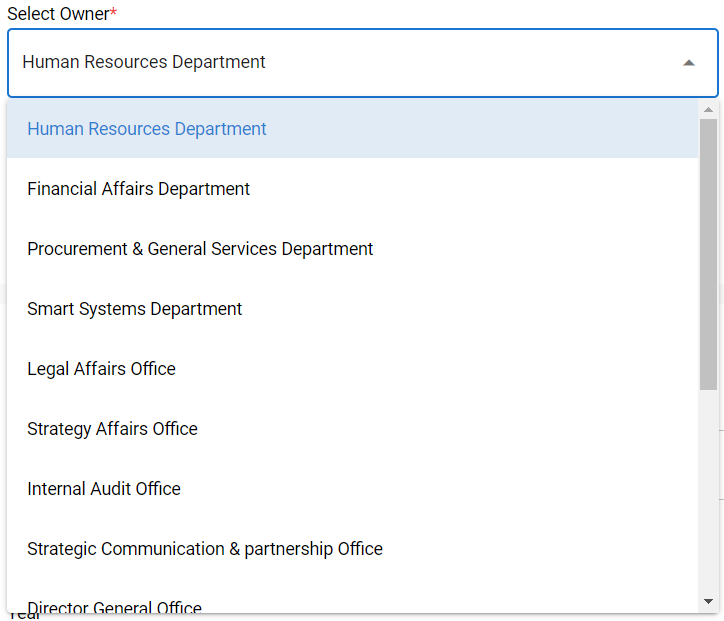 Select Owner*
Human Resources Department
Human Resources Department
Financial Affairs Department
Procurement & General Services Department
Smart Systems Department
Legal Affairs Office
Strategy Affairs Office
Internal Audit Office
Strategic Communication & partnership Office
Director General Office
Year